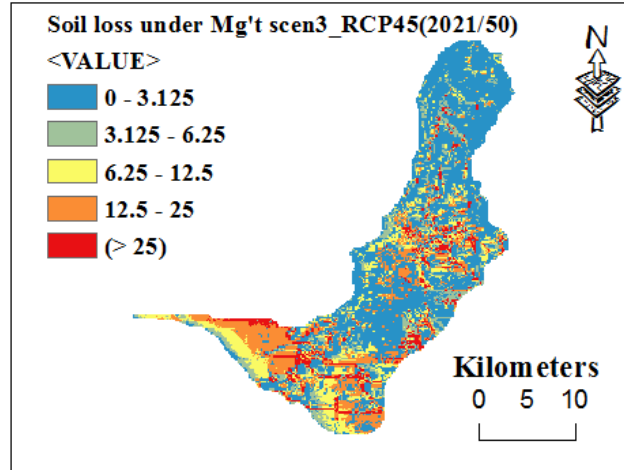 Soil loss under Mg't scen3_RCP45(2021/50)
<VALUE>
0 - 3.125
3.125 - 6.25
6.25 - 12.5
12.5 - 25
(> 25)
N
Kilometers
0 5 10